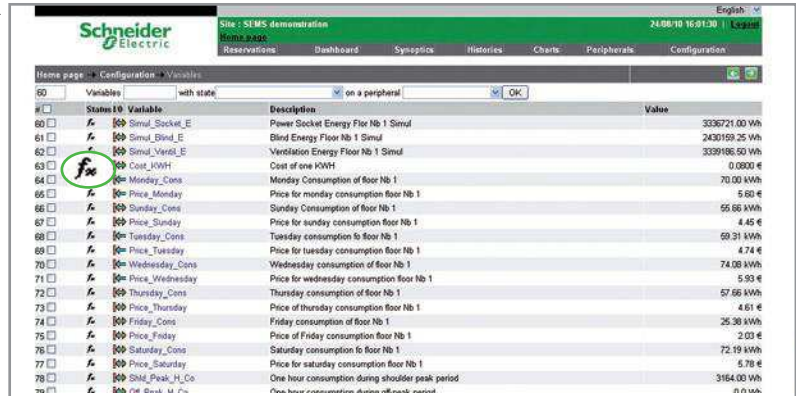 English
Schneider
Electric
Site : SEMS demonstration
24/08/10 16:01:30 | Logout
Home page
Reservations Dashboard Synoptics Histories Charts Peripherals Configuration
Home page Configuration Variables
60 Variables with state on a peripheral OK
# Status I/O Variable Description Value
60 Simul_Socket_E Power Socket Energy Flor Nb 1 Simul 3336721.00 Wh
61 Simul_Blind_E Blind Energy Floor Nb 1 Simul 2430159.25 Wh
62 Simul_Ventil_E Ventilation Energy Floor Nb 1 Simul 3339186.50 Wh
63 fx Cost_KWH Cost of one KWH 0.0800 €
64 Monday_Cons Monday Consumption of floor Nb 1 70.00 kWh
65 Price_Monday Price for monday consumption floor Nb 1 5.60 €
66 Sunday_Cons Sunday Consumption of floor Nb 1 55.66 kWh
67 Price_Sunday Price for sunday consumption floor Nb 1 4.45 €
68 Tuesday_Cons Tuesday consumption fo floor Nb 1 59.31 kWh
69 Price_Tuesday Price for tuesday consumption floor Nb 1 4.74 €
70 Wednesday_Cons Wednesday consumption of floor Nb 1 74.08 kWh
71 Price_Wednesday Price for wednesday consumption floor Nb 1 5.93 €
72 Thursday_Cons Thursday consumption of floor Nb 1 57.66 kWh
73 Price_Thursday Price of thursday consumption floor Nb 1 4.61 €
74 Friday_Cons Friday consumption of floor Nb 1 25.38 kWh
75 Price_Friday Price of Friday consumption floor Nb 1 2.03 €
76 Saturday_Cons Saturday consumption fo floor Nb 1 72.19 kWh
77 Price_Saturday Price for saturday consumption floor Nb 1 5.78 €
78 Shld_Peak_H_Co One hour consumption during shoulder peak period 3164.00 Wh
79 Off_Peak_H_Co One hour consumption during off-peak period 0.0 Wh